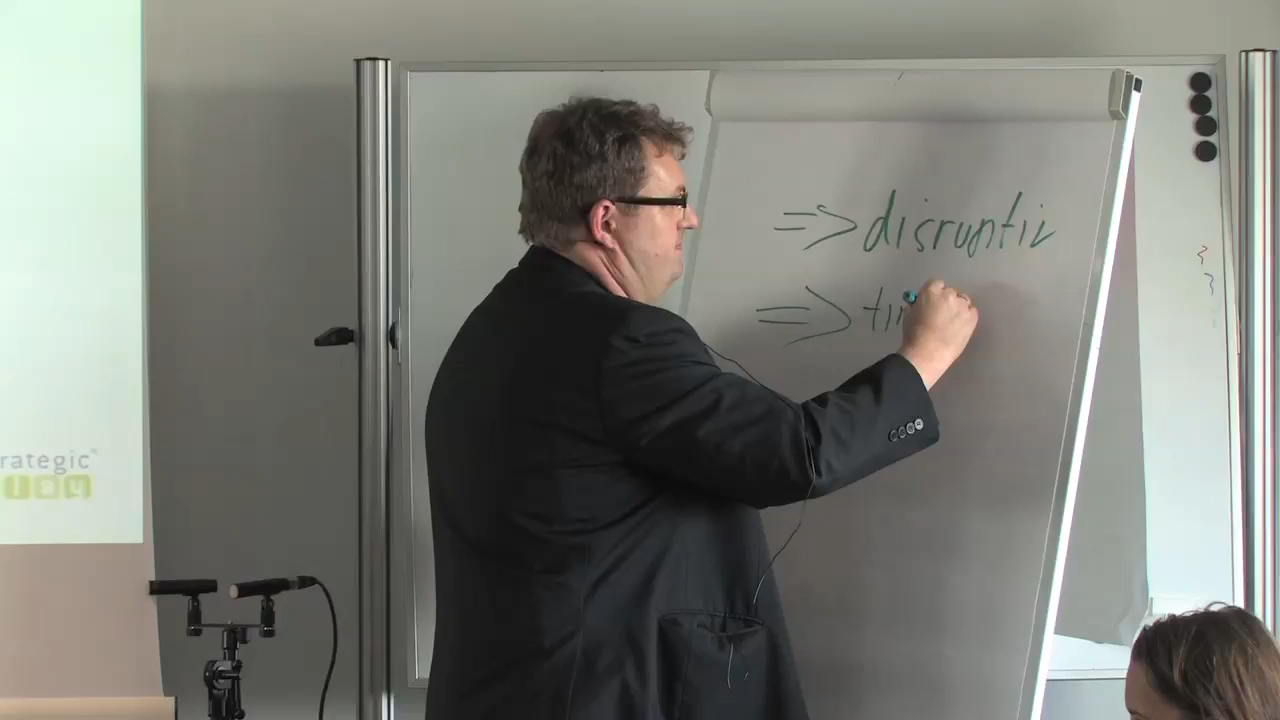 => disruptiv
=> ti
rategic